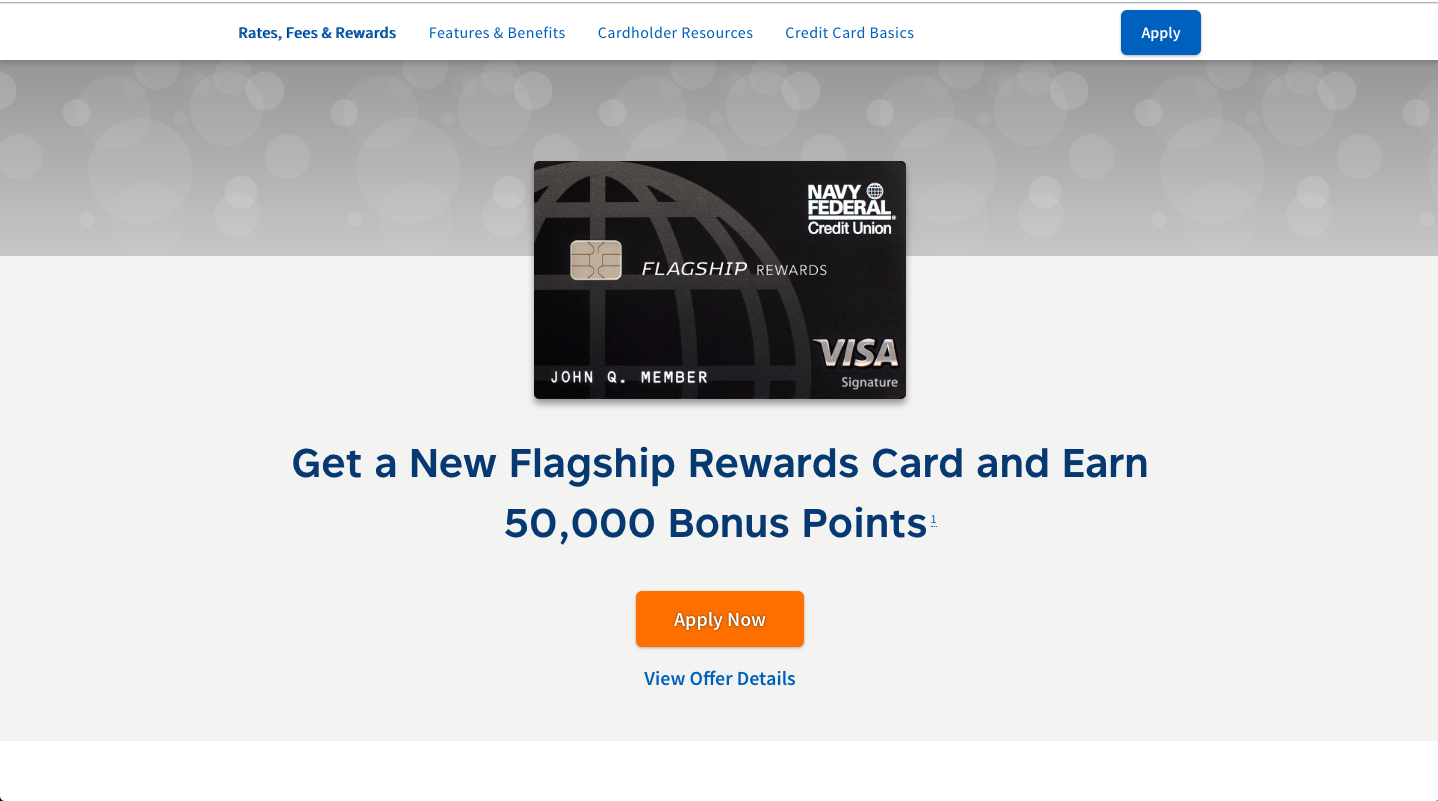 Rates, Fees & Rewards
Features & Benefits
Cardholder Resources
Credit Card Basics
Apply
NAVY
FEDERAL®
Credit Union
FLAGSHIP REWARDS
VISA
Signature
JOHN Q. MEMBER
Get a New Flagship Rewards Card and Earn
50,000 Bonus Points 1
Apply Now
View Offer Details